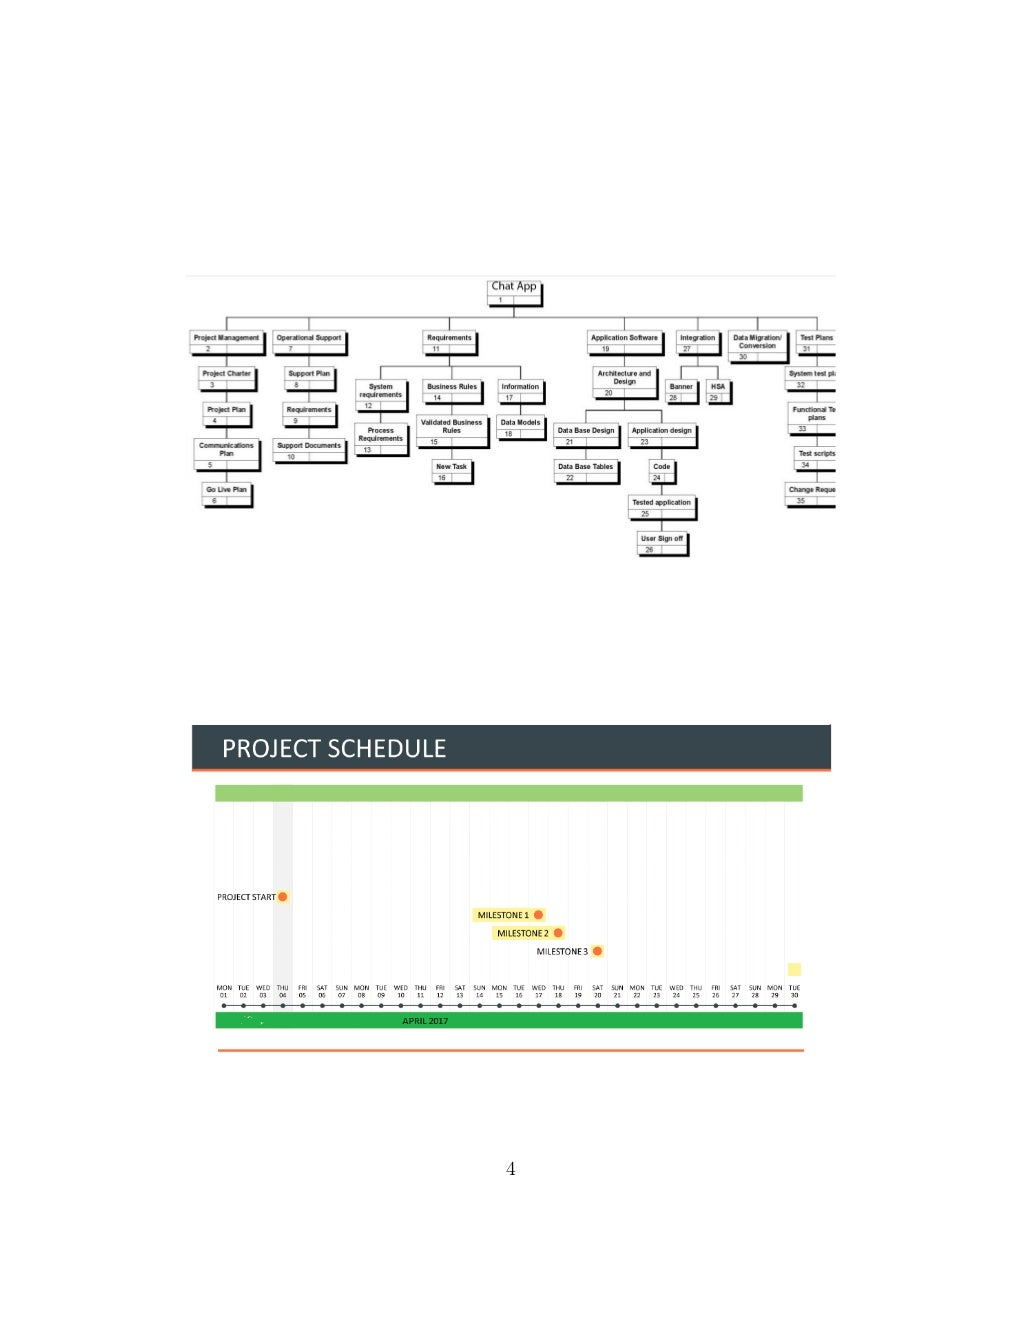 Chat App
1
Project Management
2
Operational Support
7
Requirements
11
Application Software
19
Integration
27
Data Migration/
Conversion
30
Test Plans
31
Project Charter
3
Support Plan
8
System
requirements
12
Business Rules
14
Information
17
Architecture and
Design
20
Banner
28
HSA
29
System test pla
32
Project Plan
4
Requirements
9
Process
Requirements
13
Validated Business
Rules
15
Data Models
18
Data Base Design
21
Application design
23
Functional Te
plans
33
Communications
Plan
5
Support Documents
10
New Task
16
Data Base Tables
22
Code
24
Test scripts
34
Go Live Plan
6
Tested application
25
Change Reque
35
User Sign off
26
PROJECT SCHEDULE
PROJECT START
MILESTONE 1
MILESTONE 2
MILESTONE 3
MON TUE WED THU FRI SAT SUN MON TUE WED THU FRI SAT SUN MON TUE WED THU FRI SAT SUN MON TUE WED THU FRI SAT SUN MON TUE
01 02 03 04 05 06 07 08 09 10 11 12 13 14 15 16 17 18 19 20 21 22 23 24 25 26 27 28 29 30
APRIL 2017
4